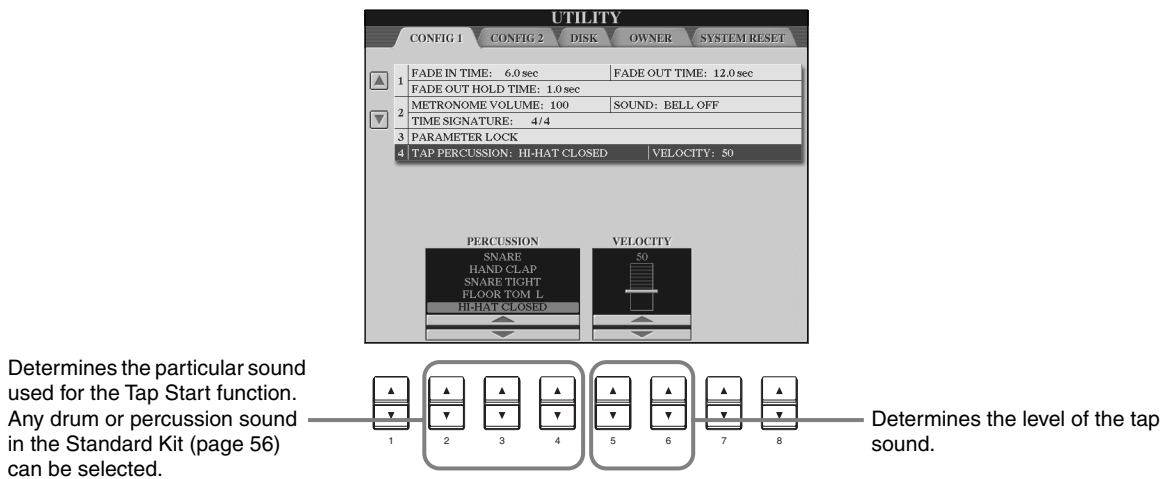 UTILITY
CONFIG 1 CONFIG 2 DISK OWNER SYSTEM RESET
1 FADE IN TIME: 6.0 sec FADE OUT TIME: 12.0 sec
FADE OUT HOLD TIME: 1.0 sec
2 METRONOME VOLUME: 100 SOUND: BELL OFF
TIME SIGNATURE: 4/4
3 PARAMETER LOCK
4 TAP PERCUSSION: HI-HAT CLOSED VELOCITY: 50
PERCUSSION VELOCITY
SNARE 50
HAND CLAP
SNARE TIGHT
FLOOR TOM L
HI-HAT CLOSED
Determines the particular sound
used for the Tap Start function.
Any drum or percussion sound
in the Standard Kit (page 56)
can be selected.
1 2 3 4 5 6 7 8
Determines the level of the tap
sound.